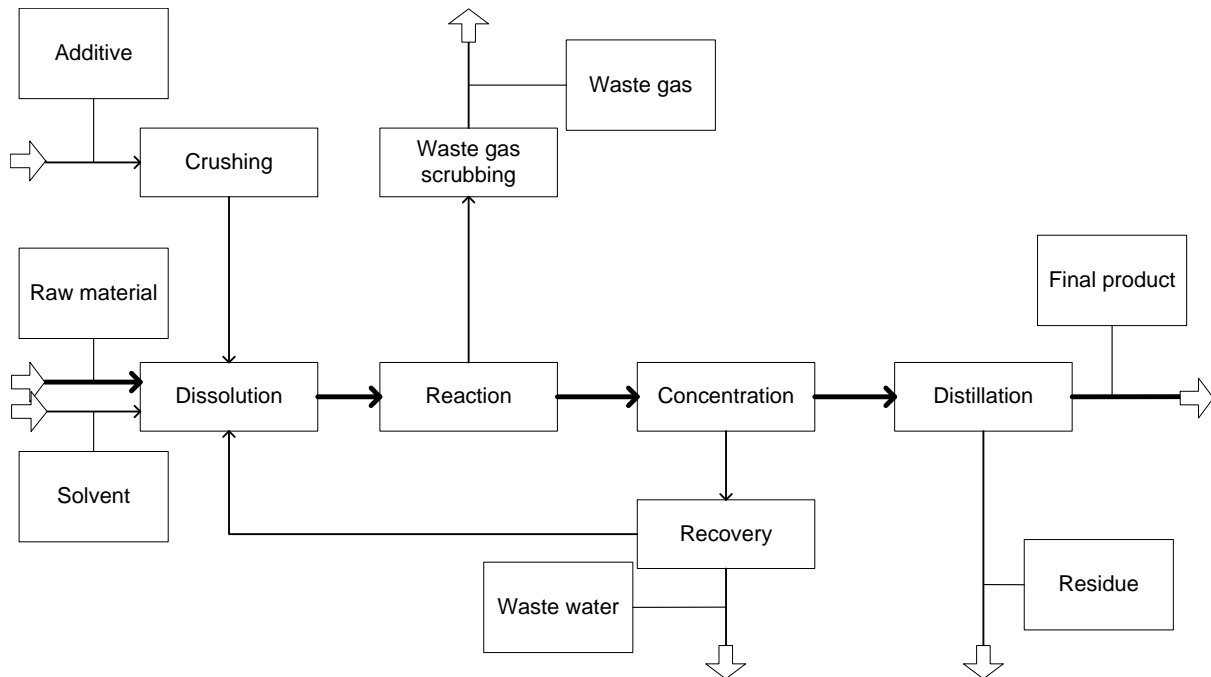 Additive
Waste gas
Crushing
Waste gas
scrubbing
Raw material
Final product
Dissolution
Reaction
Concentration
Distillation
Solvent
Recovery
Waste water
Residue